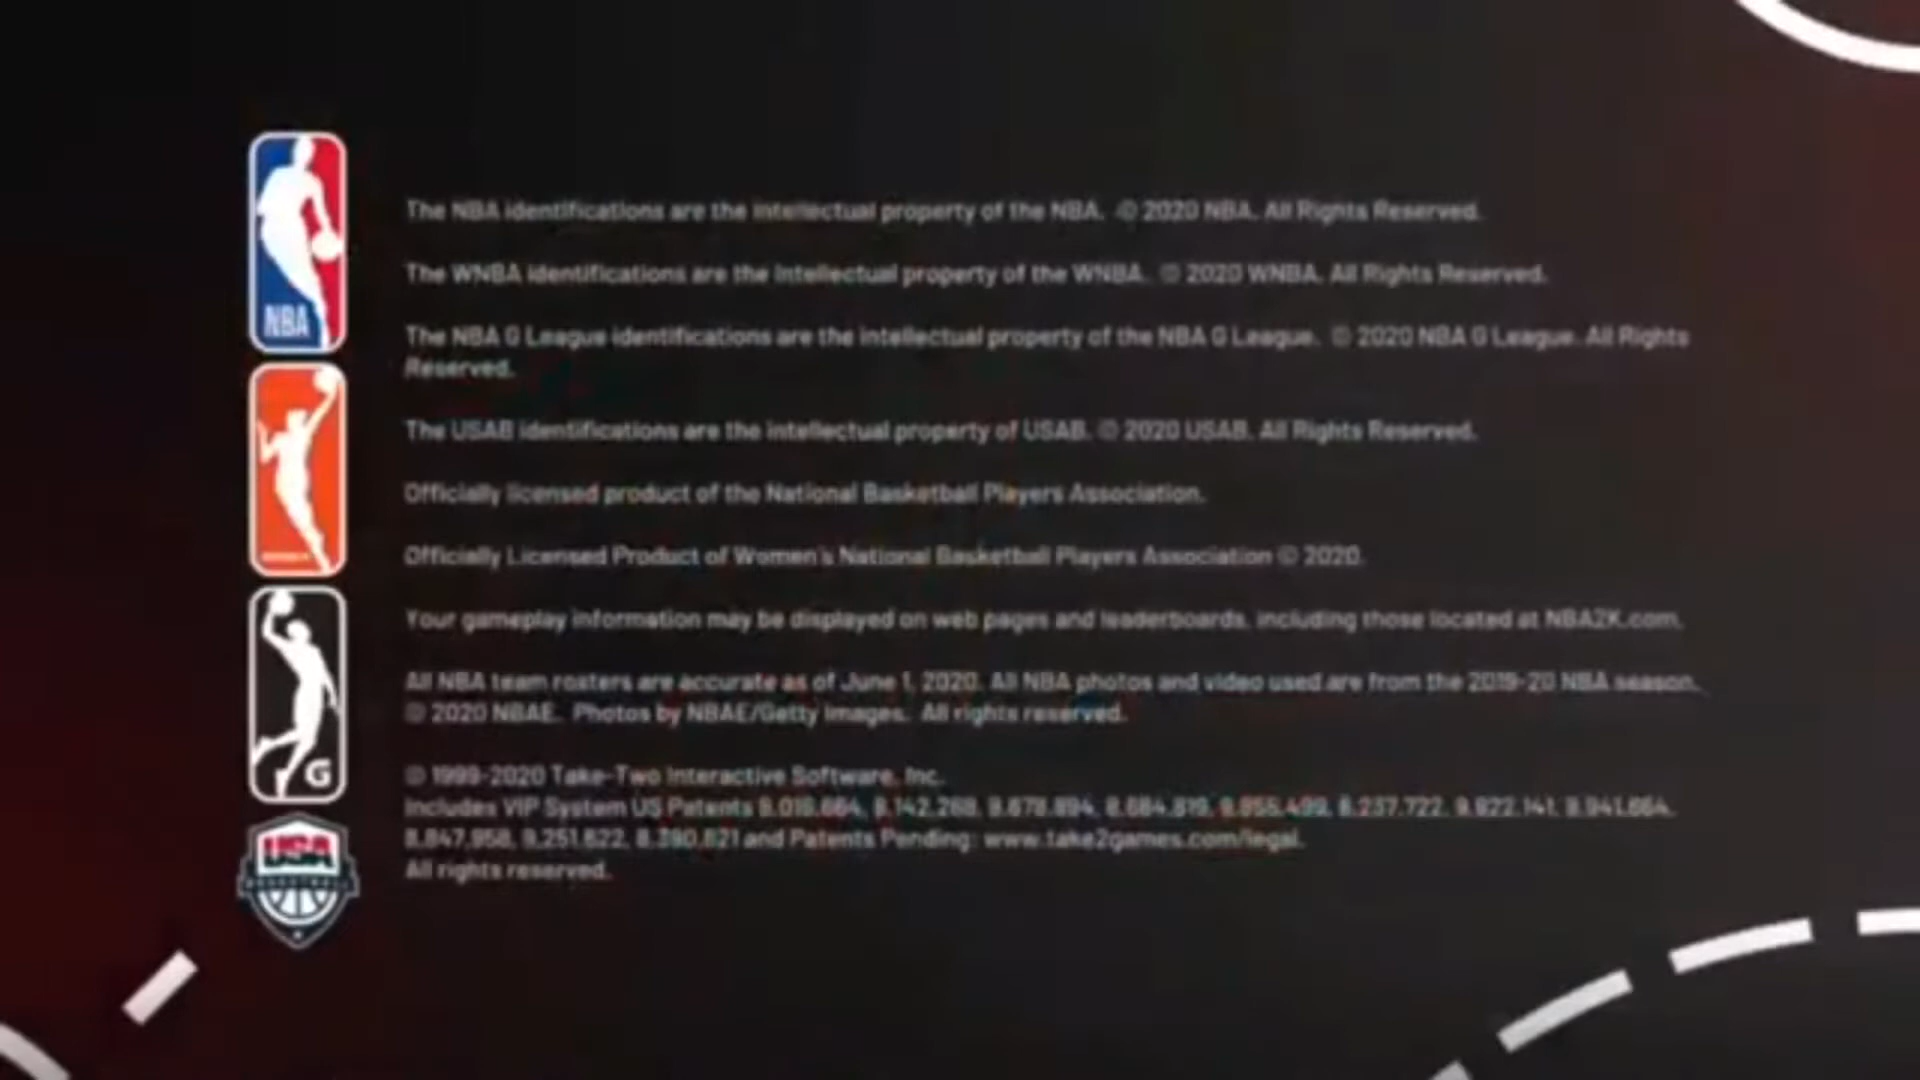 NBA
The NBA identifications are the intellectual property of the NBA. © 2020 NBA. All Rights Reserved.
The WNBA identifications are the intellectual property of the WNBA. © 2020 WNBA. All Rights Reserved.
The NBA G League identifications are the intellectual property of the NBA G League. © 2020 NBA G League. All Rights
Reserved.
The USAB identifications are the intellectual property of USAB. © 2020 USAB. All Rights Reserved.
Officially licensed product of the National Basketball Players Association.
Officially Licensed Product of Women's National Basketball Players Association © 2020.
Your gameplay information may be displayed on web pages and leaderboards, including those located at NBA2K.com.
All NBA team rosters are accurate as of June 1, 2020. All NBA photos and video used are from the 2019-20 NBA season.
© 2020 NBAE. Photos by NBAE/Getty Images. All rights reserved.
G
© 1999-2020 Take-Two Interactive Software, Inc.
Includes VIP System US Patents
and Patents Pending: www.take2games.com/legal.
All rights reserved.
USA
BASKETBALL